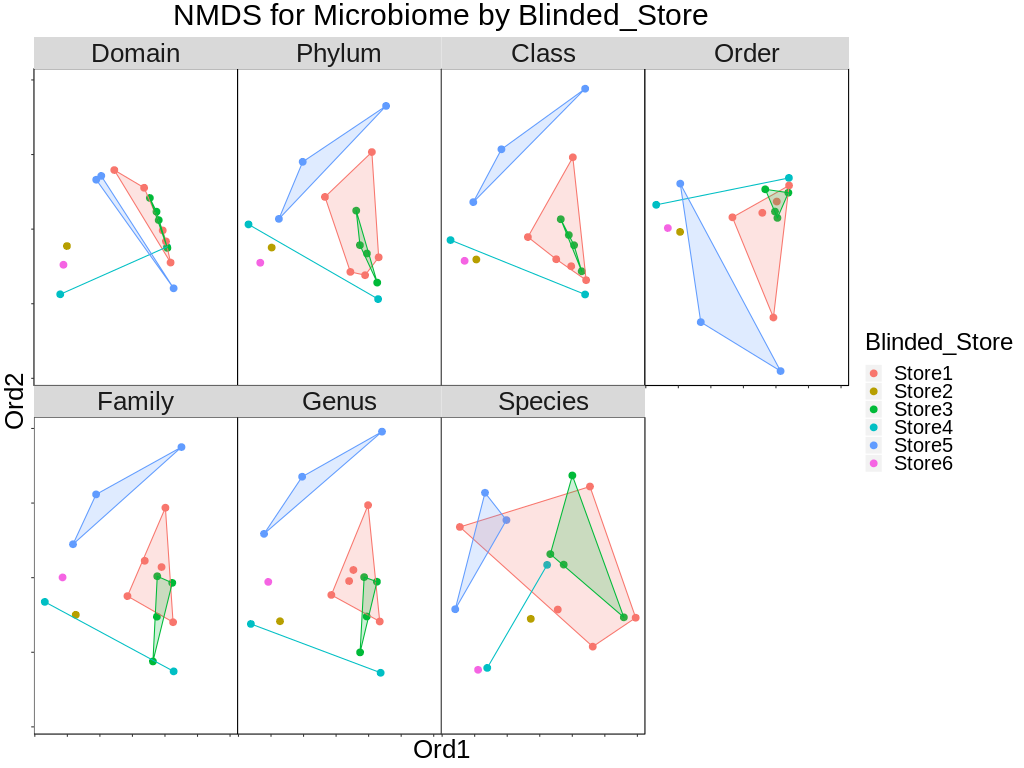 NMDS for Microbiome by Blinded_Store
Domain
Phylum
Class
Order
Family
Genus
Species
Ord2
Ord1
Blinded_Store
Store1
Store2
Store3
Store4
Store5
Store6